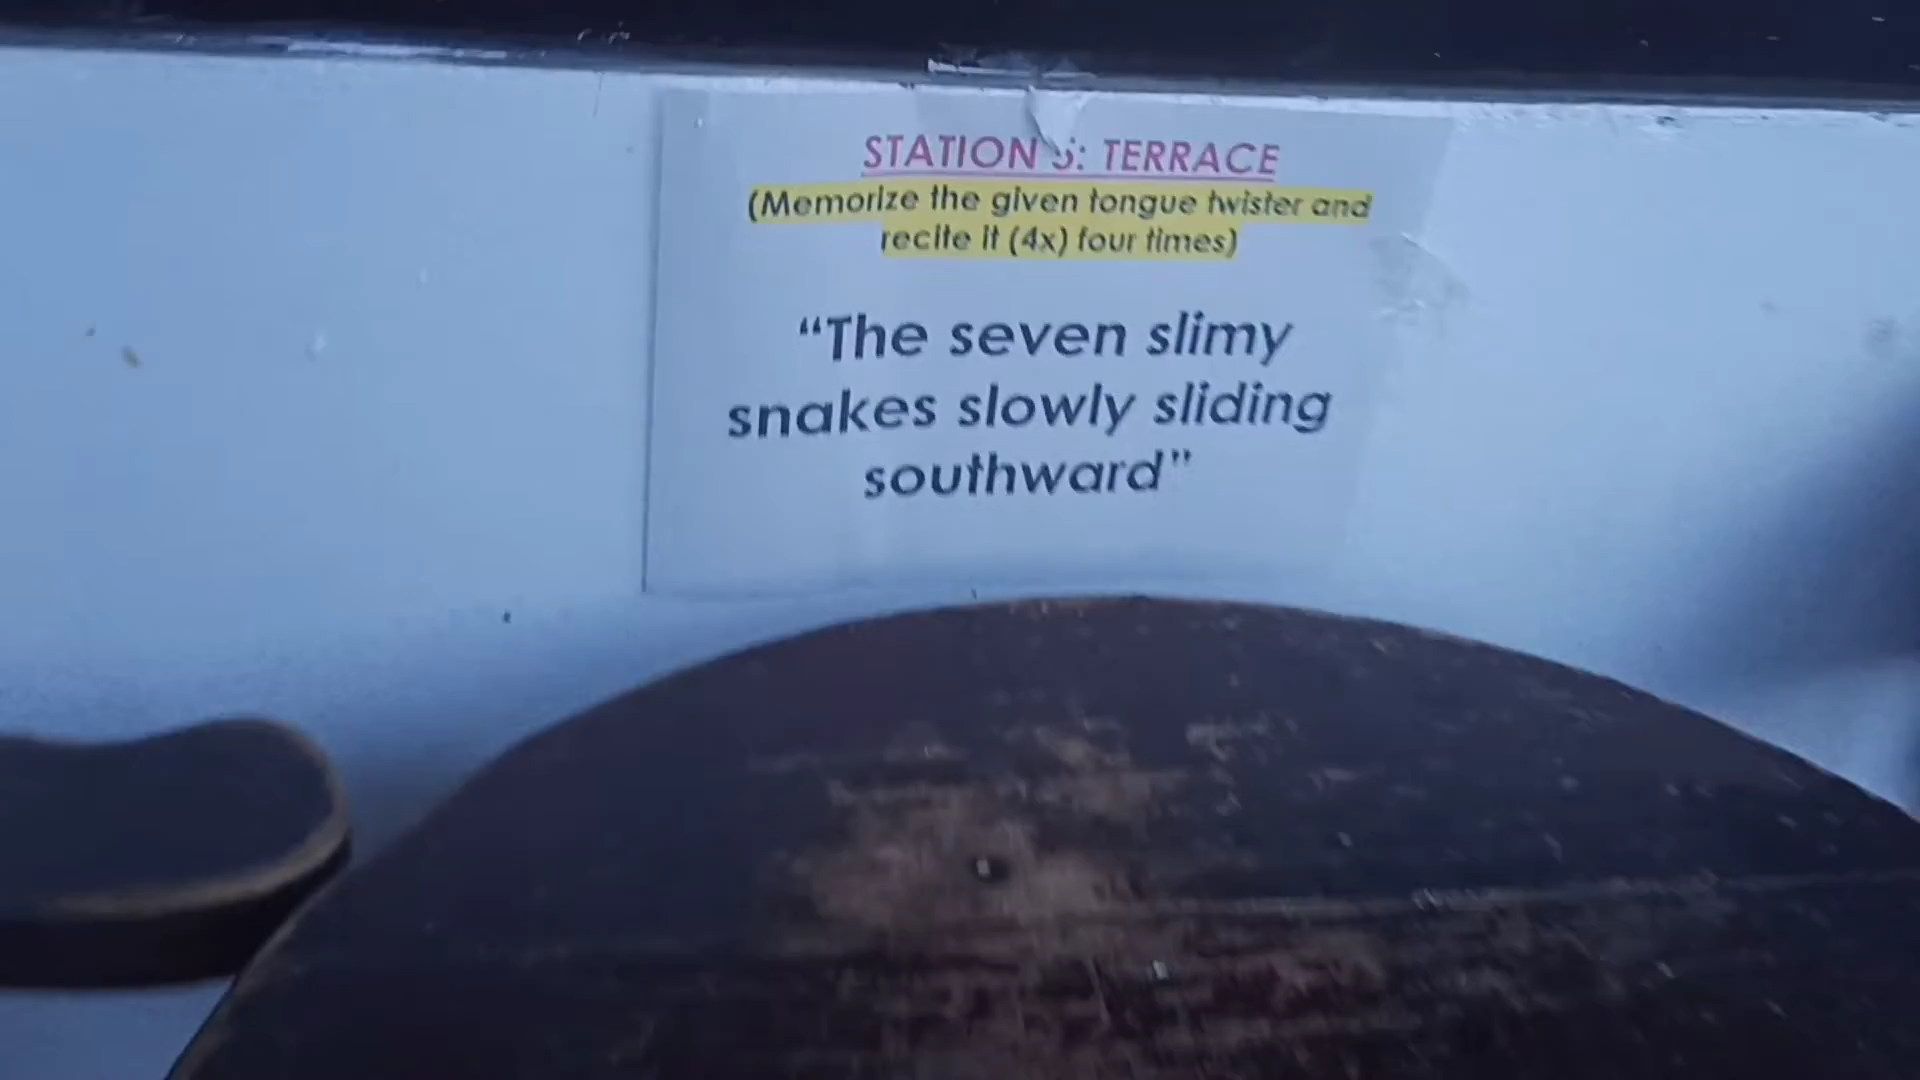 STATION 5: TERRACE
(Memorize the given tongue twister and
recite it (4x) four times)
“The seven slimy
snakes slowly sliding
southward”